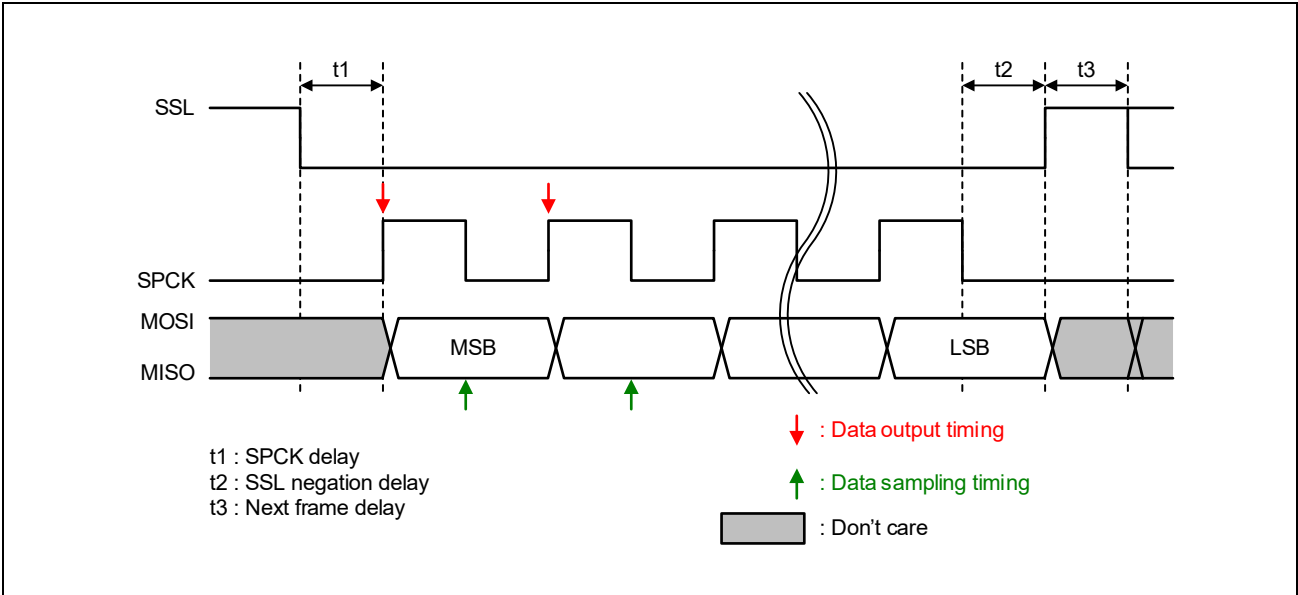 t1
t2
t3
SSL
SPCK
MOSI
MSB
LSB
MISO
: Data output timing
t1 : SPCK delay
t2 : SSL negation delay
: Data sampling timing
t3 : Next frame delay
: Don’t care